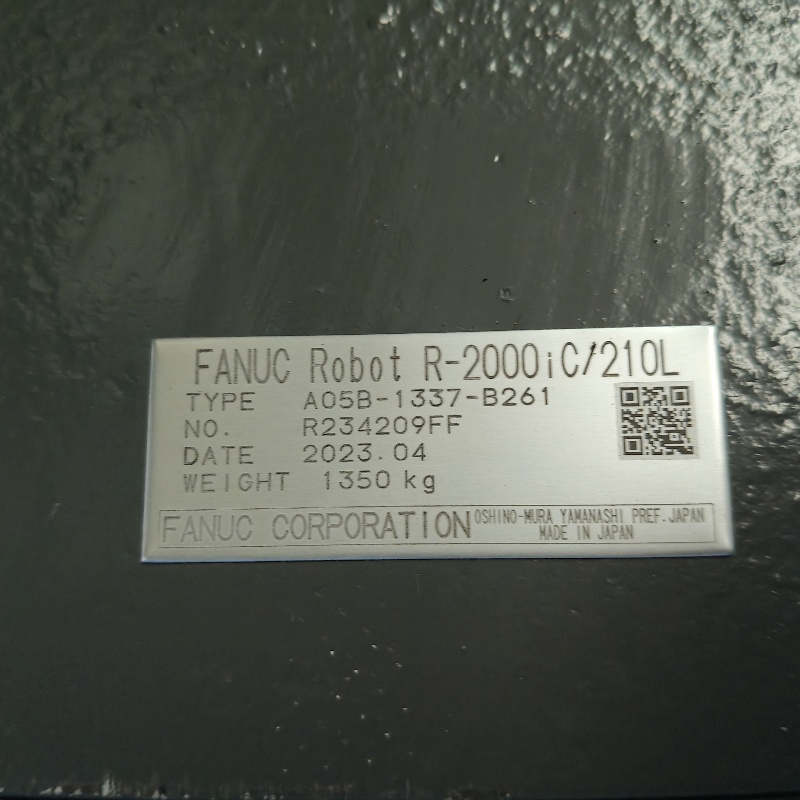 FANUC Robot R-2000iC/210L
TYPE A05B-1337-B261
NO. R234209FF
DATE 2023.04
WEIGHT 1350 kg
FANUC CORPORATION OSHINO-MURA YAMANASHI PREF. JAPAN
MADE IN JAPAN